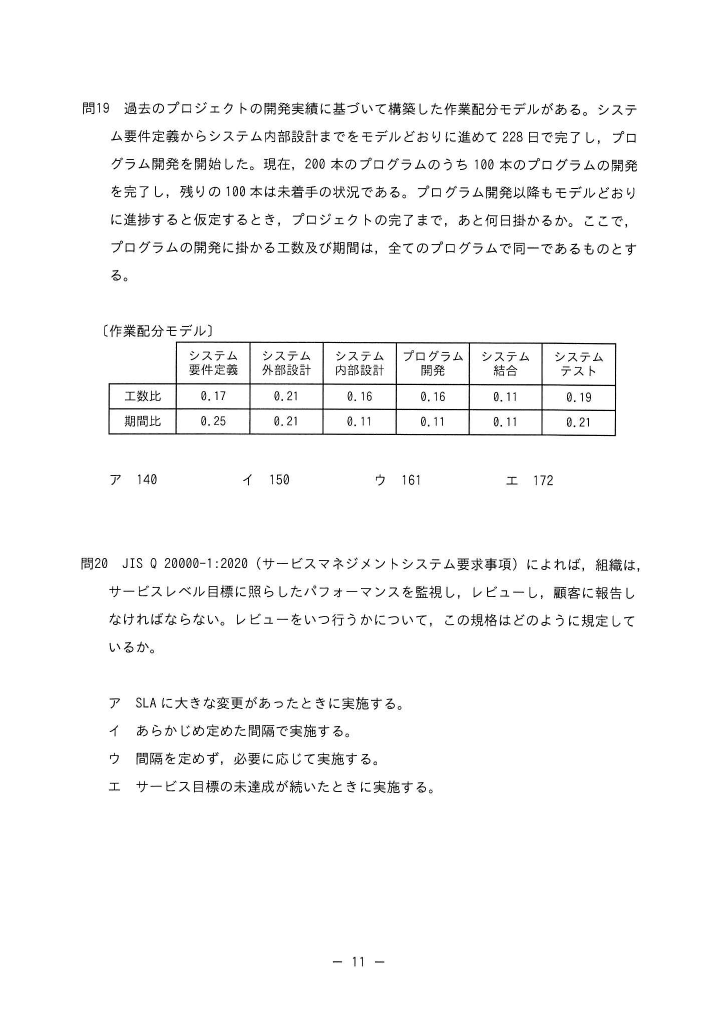 問19 過去のプロジェクトの開発実績に基づいて構築した作業配分モデルがある。システ
ム要件定義からシステム内部設計までをモデルどおりに進めて 228 日で完了し，プロ
グラム開発を開始した。現在，200 本のプログラムのうち 100 本のプログラムの開発
を完了し，残りの 100 本は未着手の状況である。プログラム開発以降もモデルどおり
に進捗すると仮定するとき，プロジェクトの完了まで，あと何日掛かるか。ここで，
プログラムの開発に掛かる工数及び期間は，全てのプログラムで同一であるものとす
る。
〔作業配分モデル〕
システム要件定義 システム外部設計 システム内部設計 プログラム開発 システム結合 システムテスト
工数比 0.17 0.21 0.16 0.16 0.11 0.19
期間比 0.25 0.21 0.11 0.11 0.11 0.21
ア 140 イ 150 ウ 161 エ 172
問20 JIS Q 20000-1:2020（サービスマネジメントシステム要求事項）によれば，組織は，
サービスレベル目標に照らしたパフォーマンスを監視し，レビューし，顧客に報告し
なければならない。レビューをいつ行うかについて，この規格はどのように規定して
いるか。
ア SLA に大きな変更があったときに実施する。
イ あらかじめ定めた間隔で実施する。
ウ 間隔を定めず，必要に応じて実施する。
エ サービス目標の未達成が続いたときに実施する。
－ 11 －